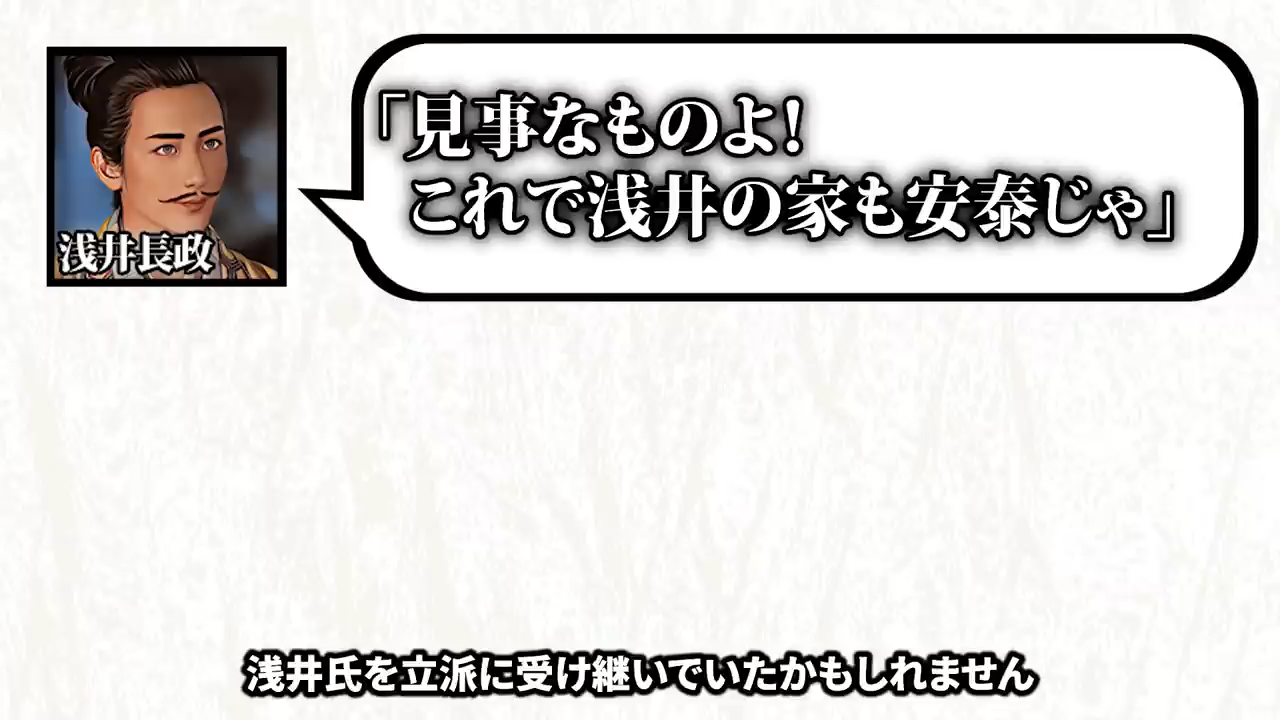 「見事なものよ!
これで浅井の家も安泰じゃ」
浅井長政
浅井氏を立派に受け継いでいたかもしれません